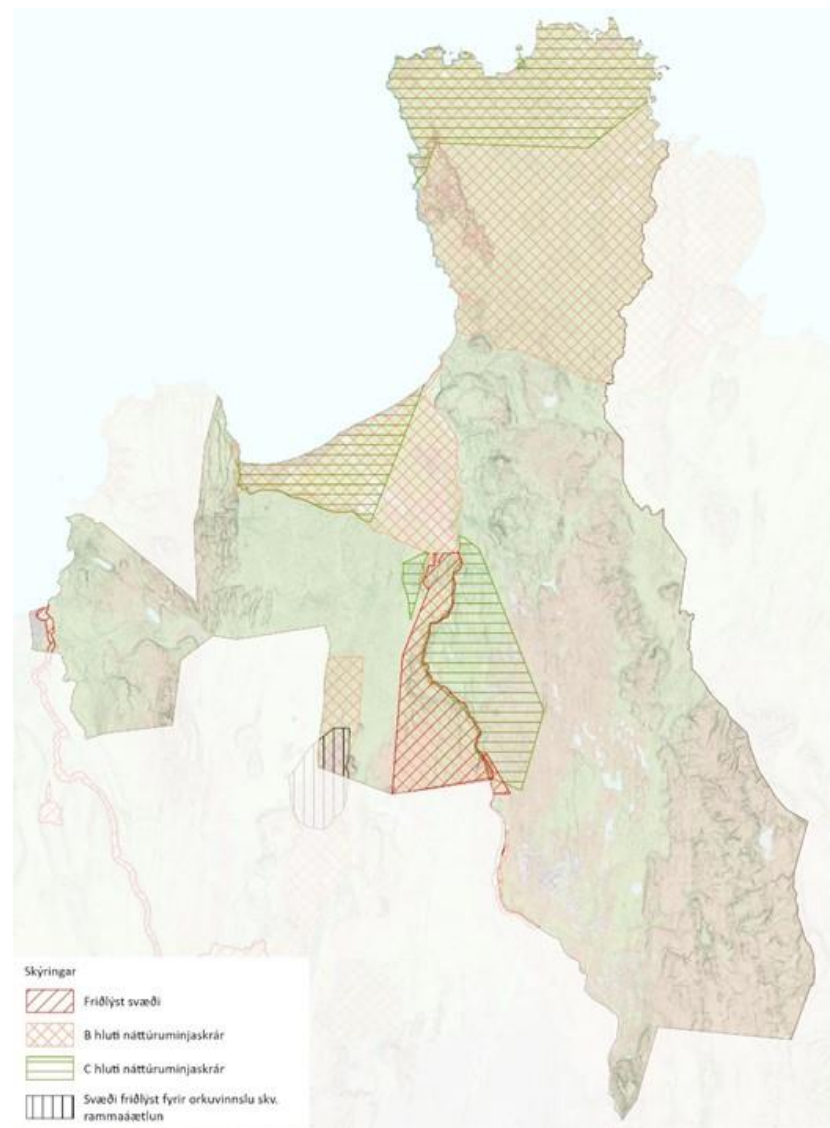 Skýringar
Friðlýst svæði
B hluti náttúruminjaskrár
C hluti náttúruminjaskrár
Svæði friðlýst fyrir orkuvinnslu skv.
rammaáætlun